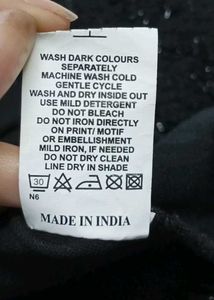 WASH DARK COLOURS
SEPARATELY
MACHINE WASH COLD
GENTLE CYCLE
WASH AND DRY INSIDE OUT
USE MILD DETERGENT
DO NOT BLEACH
DO NOT IRON DIRECTLY
ON PRINT/ MOTIF
OR EMBELLISHMENT
MILD IRON, IF NEEDED
DO NOT DRY CLEAN
LINE DRY IN SHADE
30
N6
MADE IN INDIA